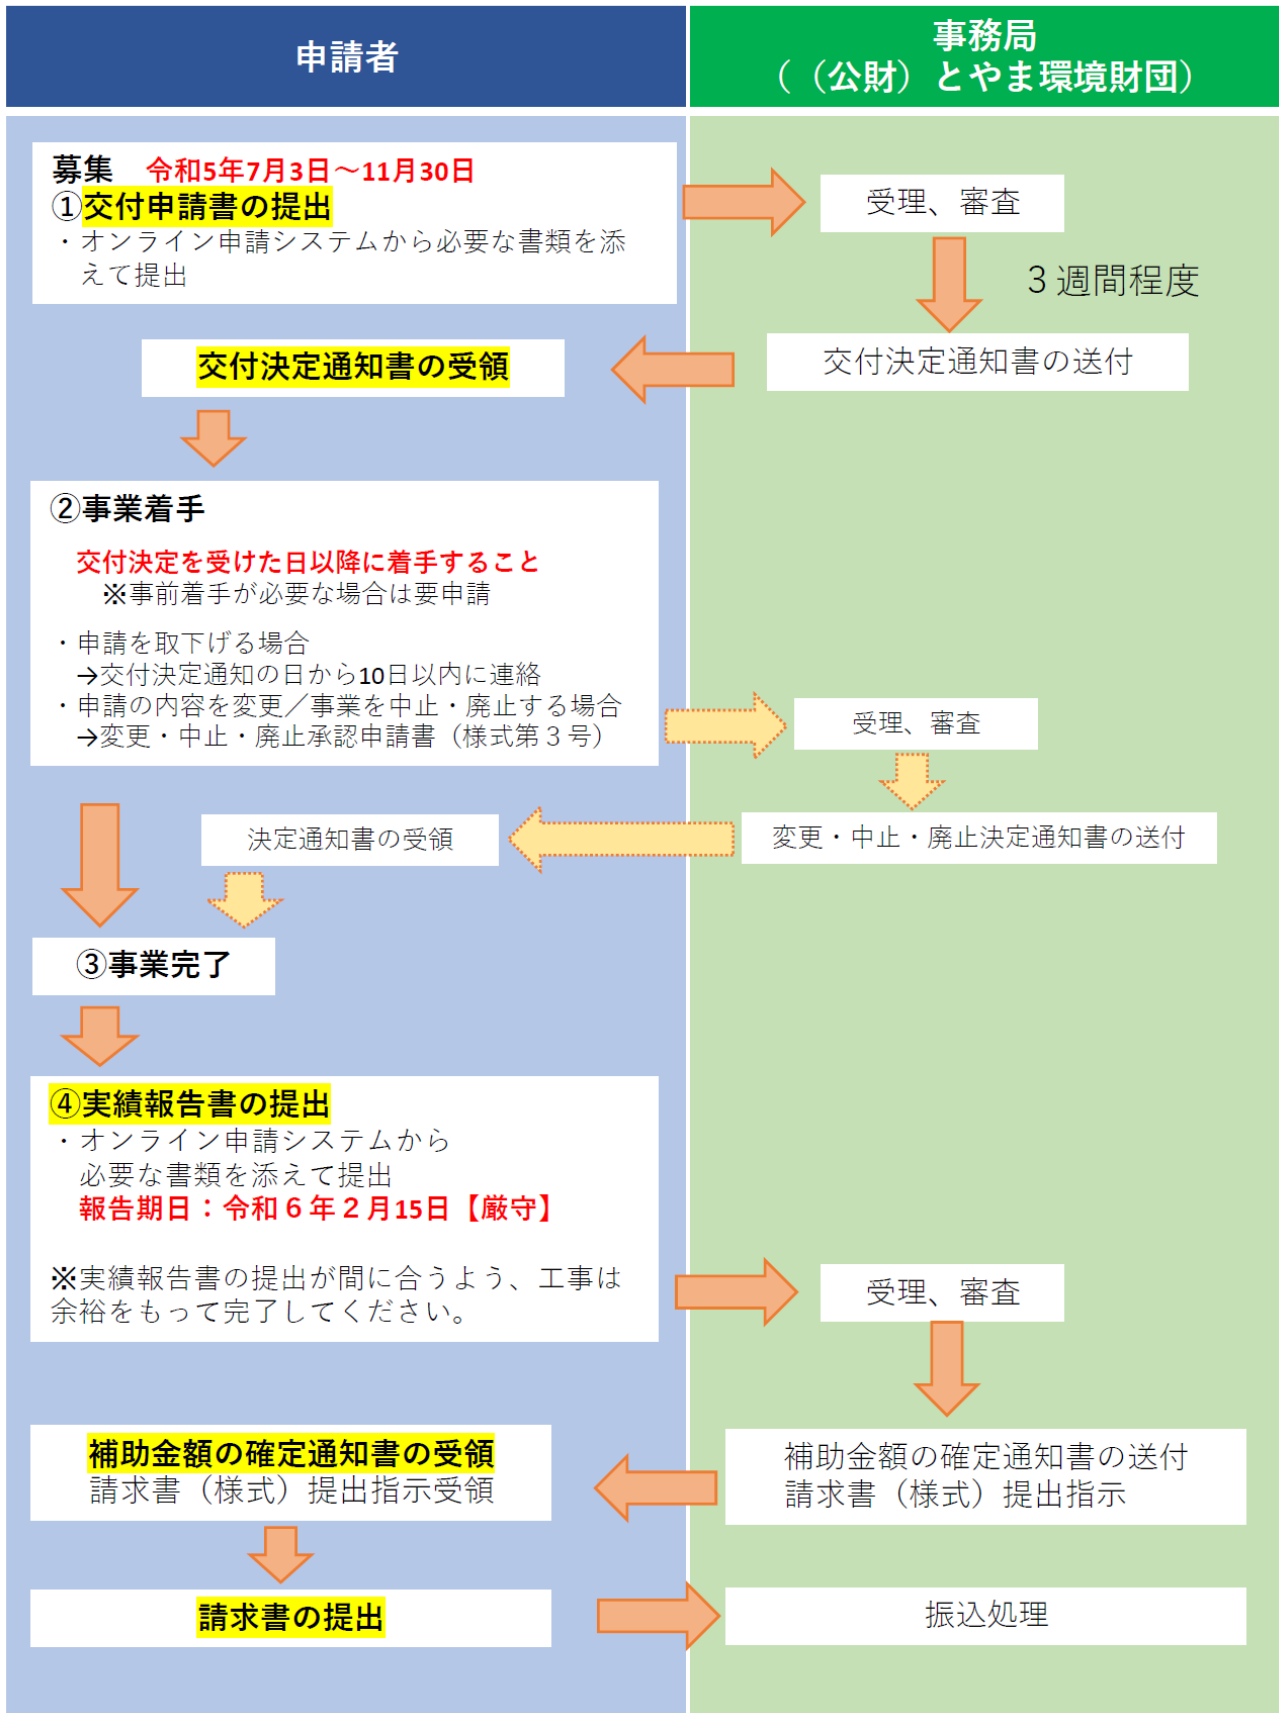 申請者
事務局
（（公財）とやま環境財団）
募集　令和5年7月3日～11月30日
①交付申請書の提出
・オンライン申請システムから必要な書類を添
えて提出
受理、審査
３週間程度
交付決定通知書の送付
交付決定通知書の受領
②事業着手
交付決定を受けた日以降に着手すること
※事前着手が必要な場合は要申請
・申請を取下げる場合
→交付決定通知の日から10日以内に連絡
・申請の内容を変更／事業を中止・廃止する場合
→変更・中止・廃止承認申請書（様式第３号）
受理、審査
変更・中止・廃止決定通知書の送付
決定通知書の受領
③事業完了
④実績報告書の提出
・オンライン申請システムから
必要な書類を添えて提出
報告期日：令和６年２月15日【厳守】
※実績報告書の提出が間に合うよう、工事は
余裕をもって完了してください。
受理、審査
補助金額の確定通知書の送付
請求書（様式）提出指示
補助金額の確定通知書の受領
請求書（様式）提出指示受領
請求書の提出
振込処理